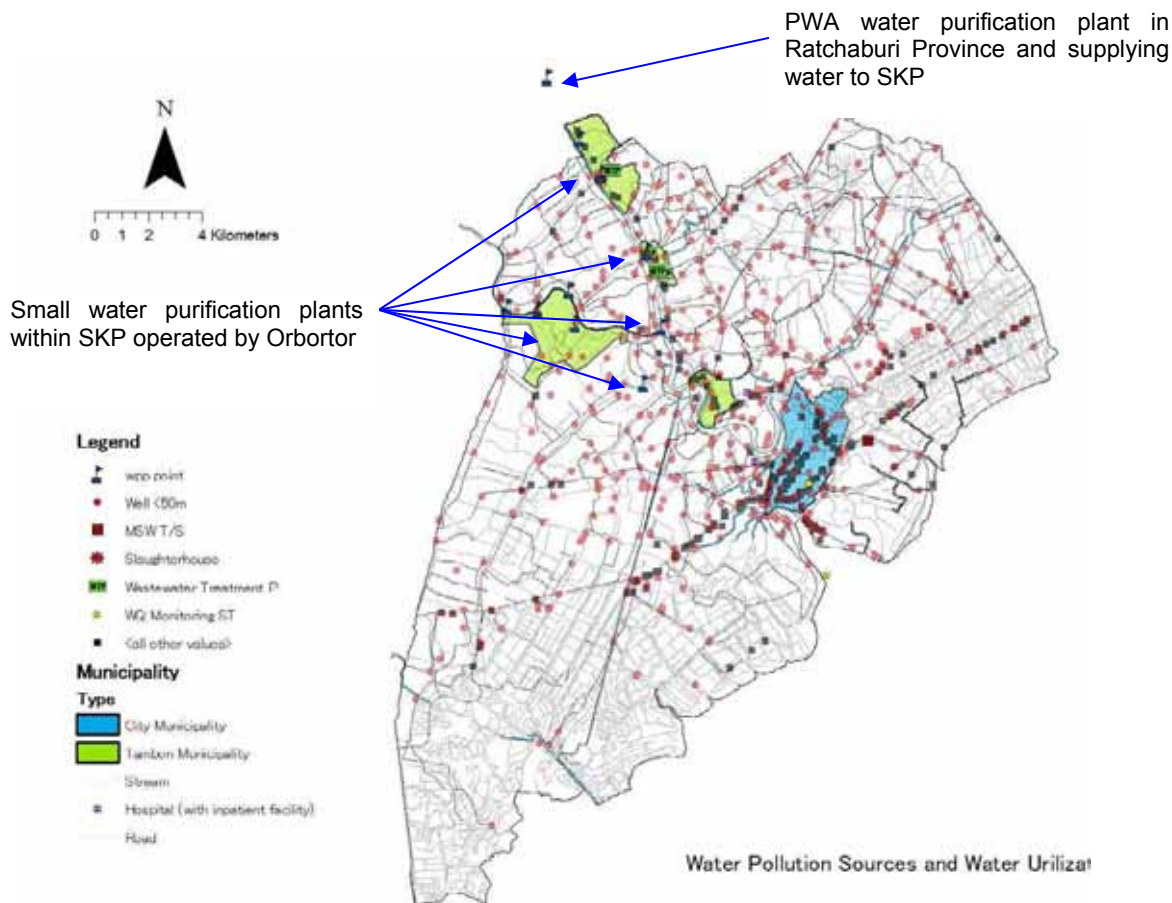 PWA water purification plant in
Ratchaburi Province and supplying
water to SKP
N
0 1 2 4 Kilometers
Small water purification plants
within SKP operated by Orbortor
Legend
wpp point
Well <50m
MSW T/S
Slaughterhouse
Wastewater Treatment P
WQ Monitoring ST
<all other values>
Municipality
Type
City Municipality
Tambon Municipality
Stream
Hospital (with inpatient facility)
Road
Water Pollution Sources and Water Urilizat